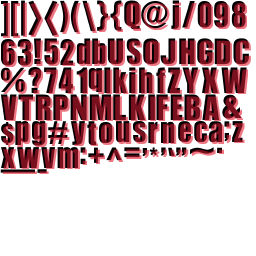 ][|>X<)(\}{Q@j/098
63!52dbUSOJHGDC
%?741qlkihfZYXW
VTRPNMLKIFEBA&
$pg#ytousrneca;z
xwvm:+^=,*'"~-.